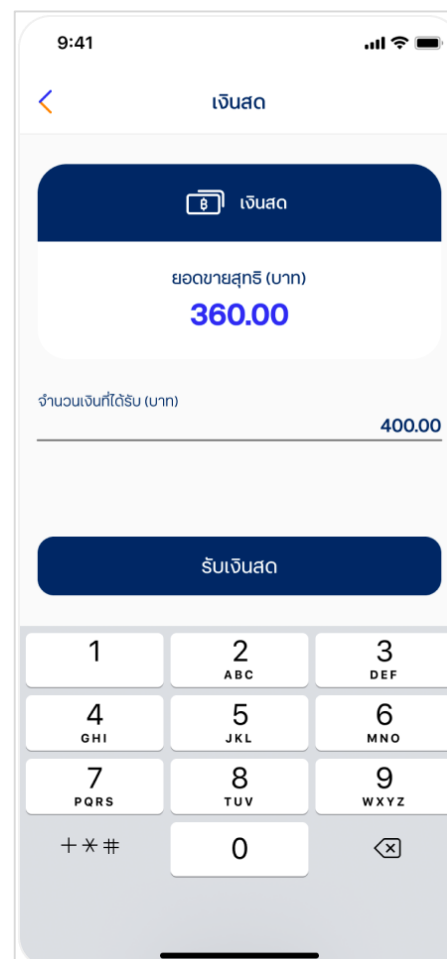 9:41
เงินสด
฿ เงินสด
ยอดขายสุทธิ (บาท)
360.00
จำนวนเงินที่ได้รับ (บาท)
400.00
รับเงินสด
1 2 3
ABC DEF
4 5 6
GHI JKL MNO
7 8 9
PQRS TUV WXYZ
+*# 0